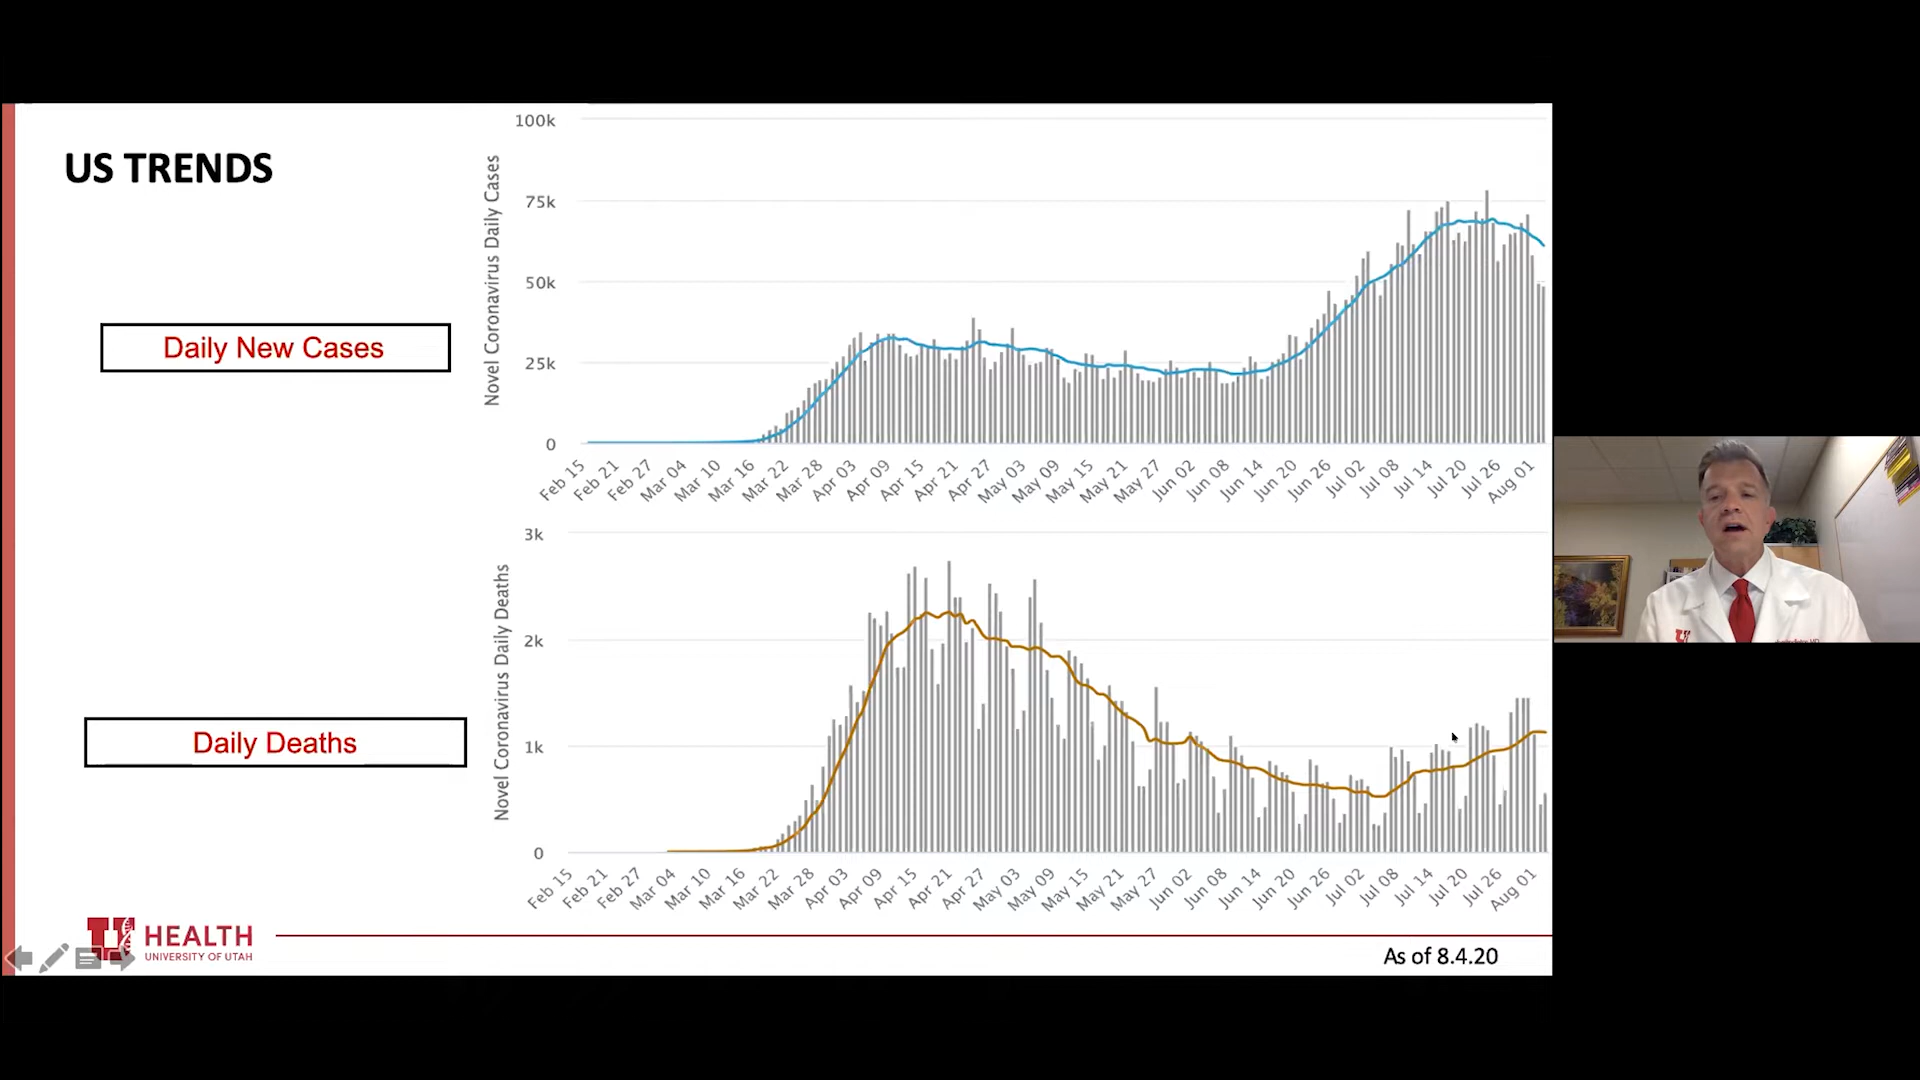 US TRENDS
Daily New Cases
Novel Coronavirus Daily Cases
100k
75k
50k
25k
0
Feb 15
Feb 21
Feb 27
Mar 04
Mar 10
Mar 16
Mar 22
Mar 28
Apr 03
Apr 09
Apr 15
Apr 21
Apr 27
May 03
May 09
May 15
May 21
May 27
Jun 02
Jun 08
Jun 14
Jun 20
Jun 26
Jul 02
Jul 08
Jul 14
Jul 20
Jul 26
Aug 01
Daily Deaths
Novel Coronavirus Daily Deaths
3k
2k
1k
0
Feb 15
Feb 21
Feb 27
Mar 04
Mar 10
Mar 16
Mar 22
Mar 28
Apr 03
Apr 09
Apr 15
Apr 21
Apr 27
May 03
May 09
May 15
May 21
May 27
Jun 02
Jun 08
Jun 14
Jun 20
Jun 26
Jul 02
Jul 08
Jul 14
Jul 20
Jul 26
Aug 01
U HEALTH
UNIVERSITY OF UTAH
As of 8.4.20
U